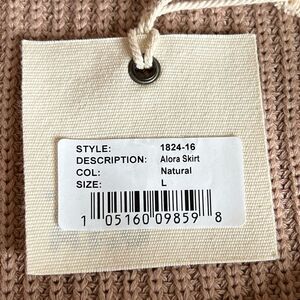 STYLE: 1824-16
DESCRIPTION: Alora Skirt
COL: Natural
SIZE: L
1 05160 09859 8